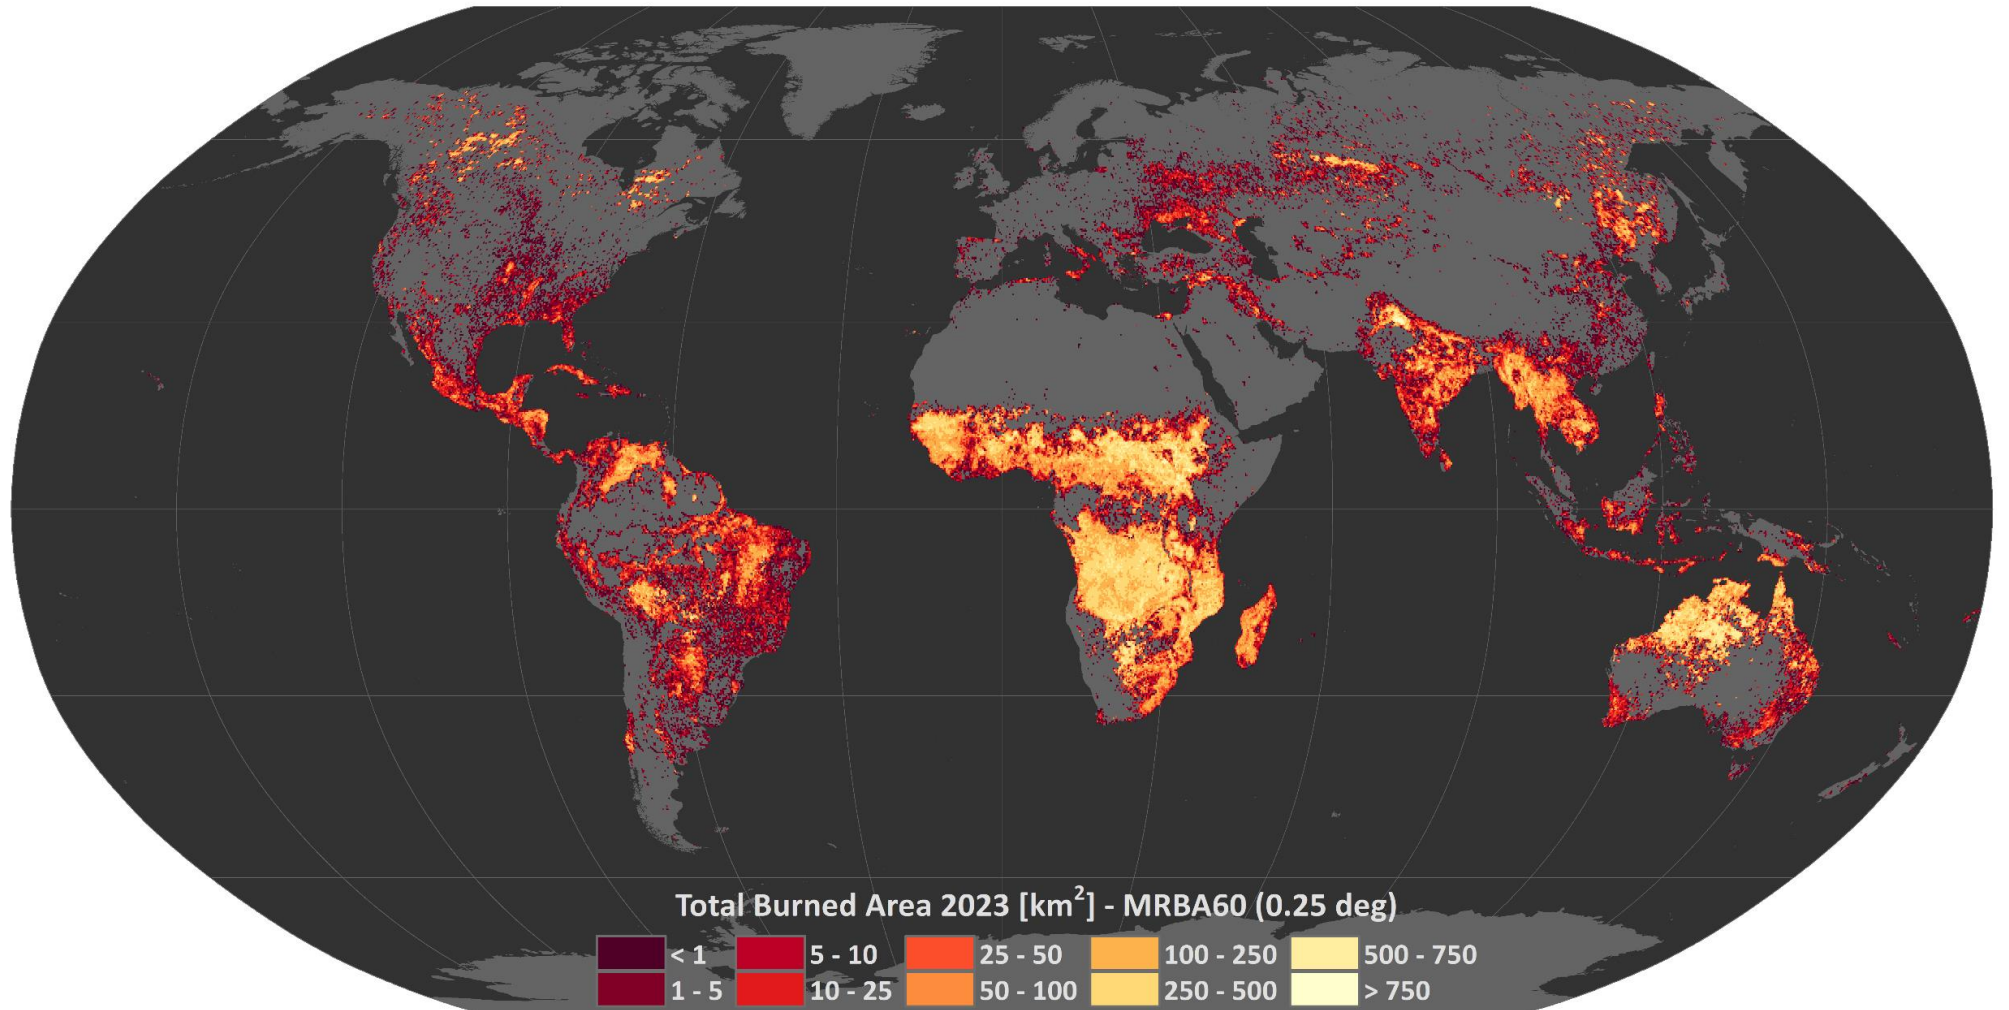 Total Burned Area 2023 [km²] - MRBA60 (0.25 deg)
< 1 5 - 10 25 - 50 100 - 250 500 - 750
1 - 5 10 - 25 50 - 100 250 - 500 > 750